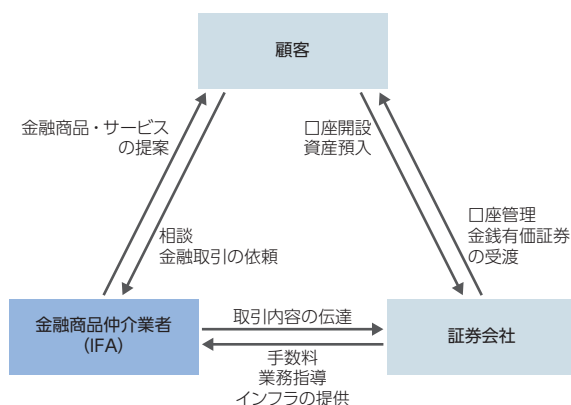 顧客
金融商品・サービス
の提案
口座開設
資産預入
相談
金融取引の依頼
口座管理
金銭有価証券
の受渡
金融商品仲介業者
(IFA)
取引内容の伝達
証券会社
手数料
業務指導
インフラの提供